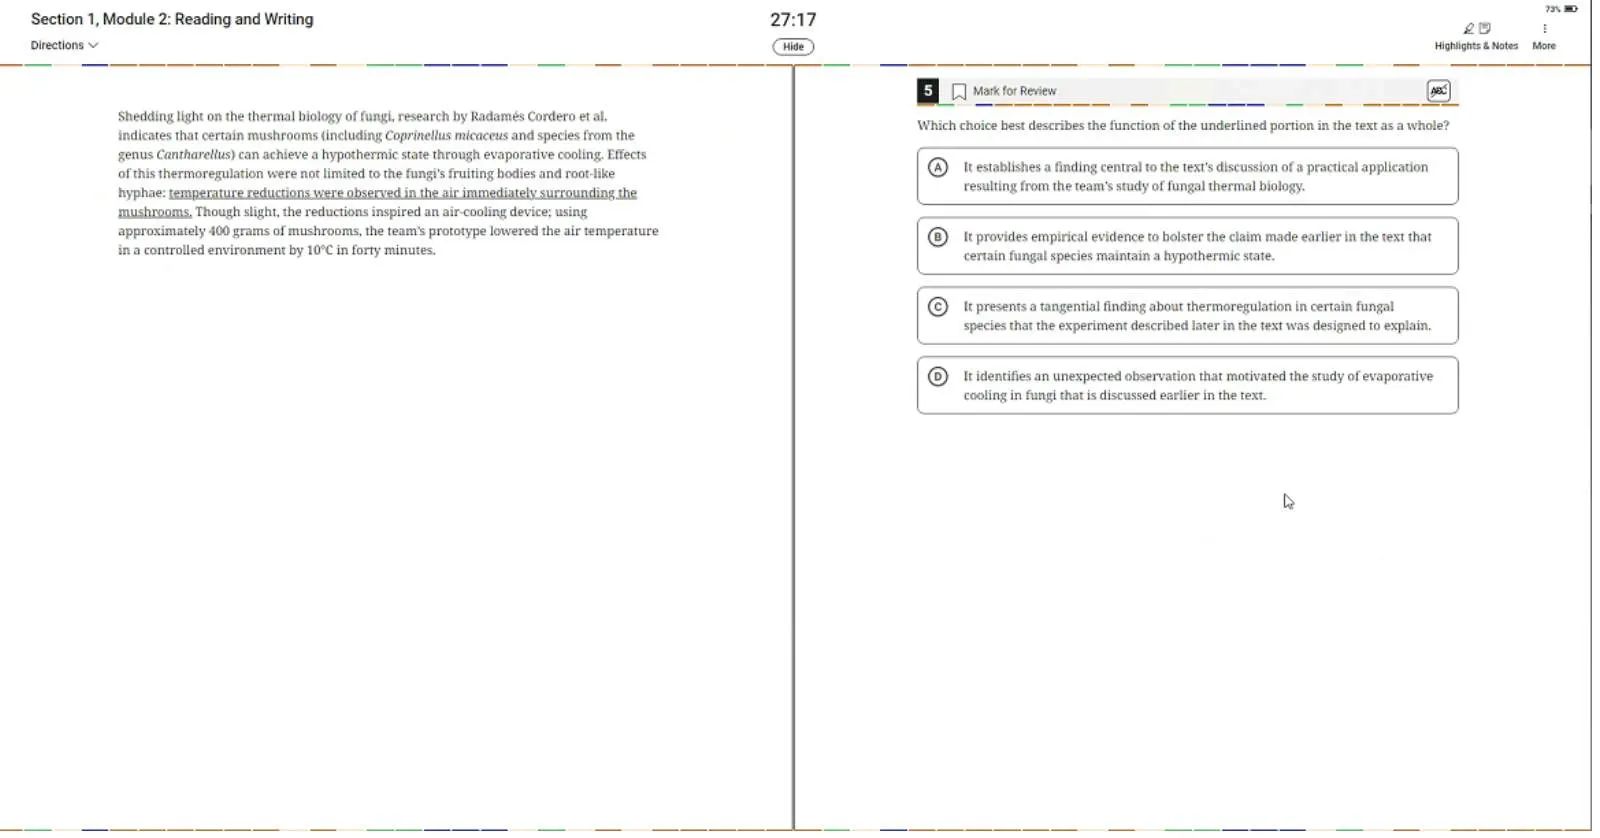 Section 1, Module 2: Reading and Writing
Directions
27:17
Hide
73%
Highlights & Notes
More
Shedding light on the thermal biology of fungi, research by Radamés Cordero et al.
indicates that certain mushrooms (including Coprinellus micaceus and species from the
genus Cantharellus) can achieve a hypothermic state through evaporative cooling. Effects
of this thermoregulation were not limited to the fungi's fruiting bodies and root-like
hyphae: temperature reductions were observed in the air immediately surrounding the
mushrooms. Though slight, the reductions inspired an air-cooling device; using
approximately 400 grams of mushrooms, the team's prototype lowered the air temperature
in a controlled environment by 10°C in forty minutes.
5
Mark for Review
ABC
Which choice best describes the function of the underlined portion in the text as a whole?
A
It establishes a finding central to the text's discussion of a practical application
resulting from the team's study of fungal thermal biology.
B
It provides empirical evidence to bolster the claim made earlier in the text that
certain fungal species maintain a hypothermic state.
C
It presents a tangential finding about thermoregulation in certain fungal
species that the experiment described later in the text was designed to explain.
D
It identifies an unexpected observation that motivated the study of evaporative
cooling in fungi that is discussed earlier in the text.